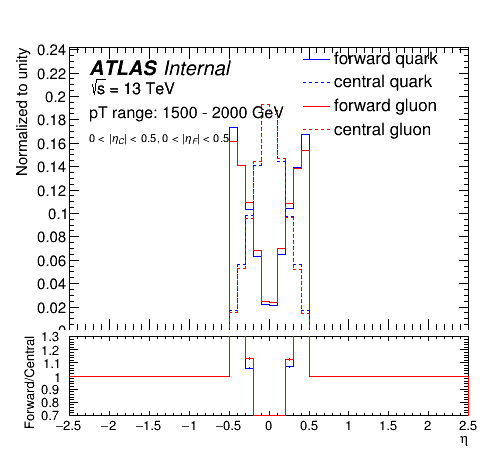 ATLAS Internal
√s = 13 TeV
pT range: 1500 - 2000 GeV
0 < |η_C| < 0.5, 0 < |η_F| < 0.5
forward quark
central quark
forward gluon
central gluon
Normalized to unity
0.24
0.22
0.2
0.18
0.16
0.14
0.12
0.1
0.08
0.06
0.04
0.02
0
Forward/Central
1.3
1.2
1.1
1
0.9
0.8
0.7
−2.5 −2 −1.5 −1 −0.5 0 0.5 1 1.5 2 2.5
η